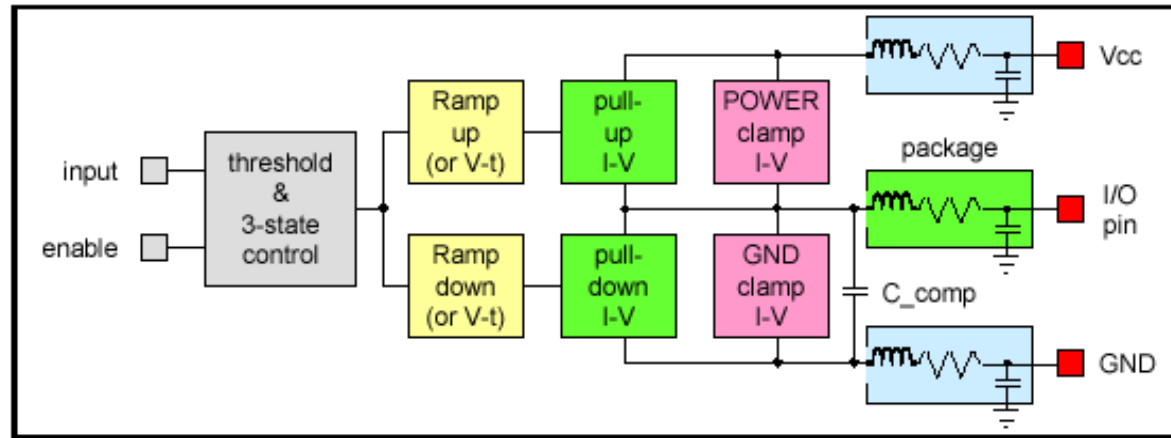 input
enable
threshold
&
3-state
control
Ramp
up
(or V-t)
Ramp
down
(or V-t)
pull-
up
I-V
pull-
down
I-V
POWER
clamp
I-V
GND
clamp
I-V
C_comp
package
Vcc
I/O
pin
GND